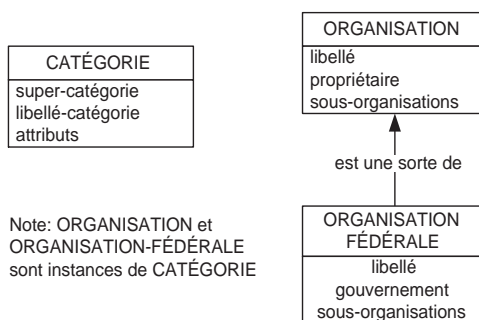 CATÉGORIE
super-catégorie
libellé-catégorie
attributs
Note: ORGANISATION et
ORGANISATION-FÉDÉRALE
sont instances de CATÉGORIE
ORGANISATION
libellé
propriétaire
sous-organisations
est une sorte de
ORGANISATION
FÉDÉRALE
libellé
gouvernement
sous-organisations